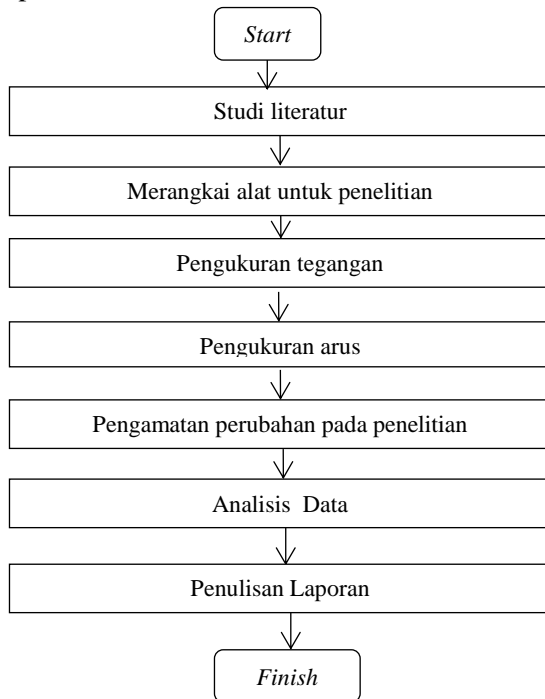 Start
Studi literatur
Merangkai alat untuk penelitian
Pengukuran tegangan
Pengukuran arus
Pengamatan perubahan pada penelitian
Analisis Data
Penulisan Laporan
Finish